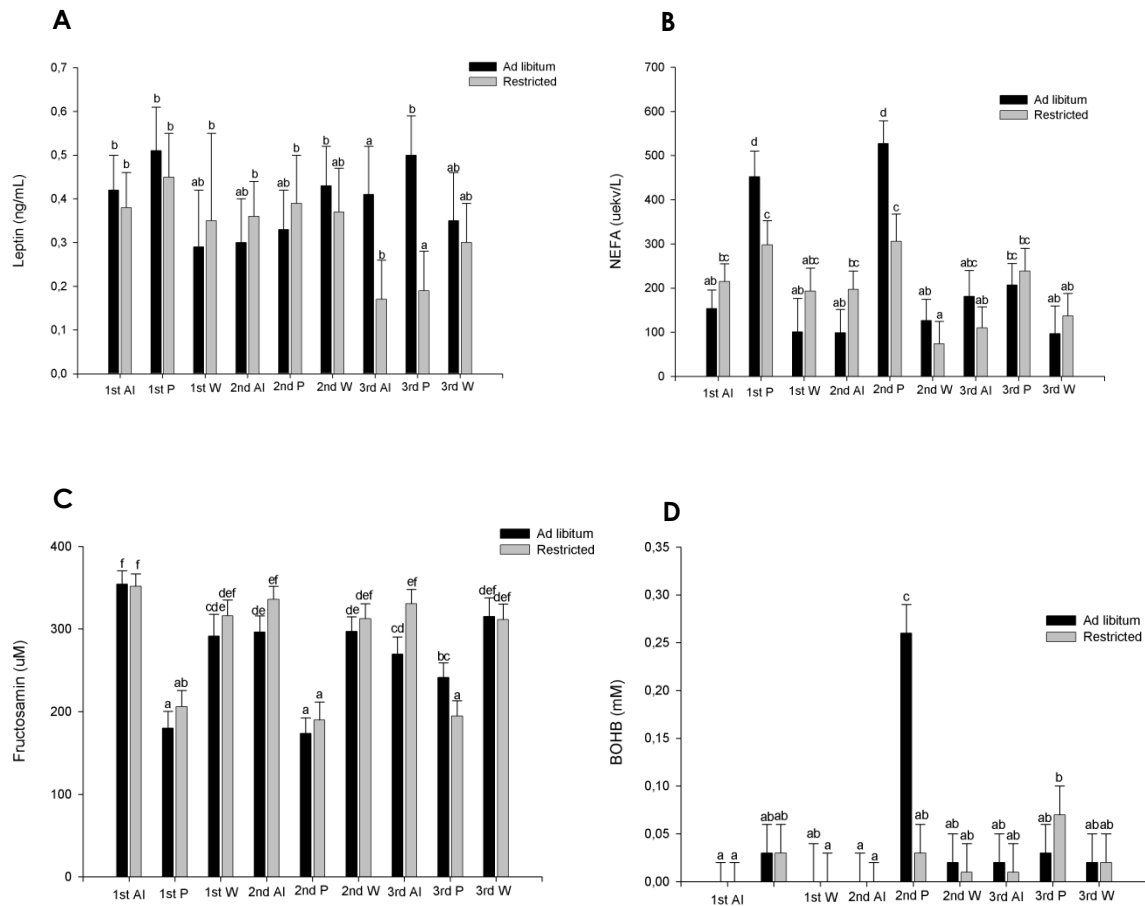 A
0,7
0,6
0,5
0,4
0,3
0,2
0,1
0,0
Leptin (ng/mL)
Ad libitum
Restricted
b b b b ab b ab b ab b b ab a b b a ab ab
1st AI 1st P 1st W 2nd AI 2nd P 2nd W 3rd AI 3rd P 3rd W
B
700
600
500
400
300
200
100
0
NEFA (uekv/L)
Ad libitum
Restricted
ab bc d c ab abc ab bc d c ab a abc ab bc bc ab ab
1st AI 1st P 1st W 2nd AI 2nd P 2nd W 3rd AI 3rd P 3rd W
C
400
300
200
100
0
Fructosamin (uM)
Ad libitum
Restricted
f f a ab cde def de ef a a de def cd ef bc a def def
1st AI 1st P 1st W 2nd AI 2nd P 2nd W 3rd AI 3rd P 3rd W
D
0,35
0,30
0,25
0,20
0,15
0,10
0,05
0,00
BOHB (mM)
Ad libitum
Restricted
a a ab ab ab a a a c ab ab ab ab ab ab b ab ab
1st AI 1st W 2nd AI 2nd P 2nd W 3rd AI 3rd P 3rd W